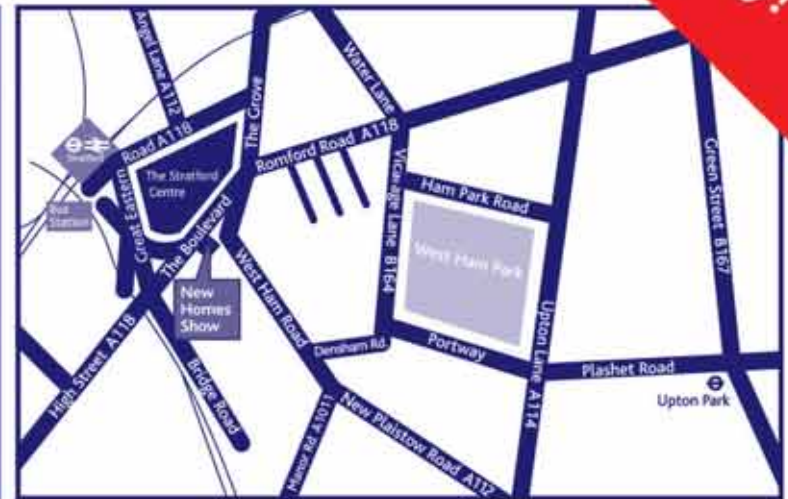 Angel Lane A112
The Grove
Water Lane
Stratford
Road A118
Great Eastern
The Stratford
Centre
Bus
Station
Romford Road A118
Vicarage Lane B164
Ham Park Road
Green Street B167
The Boulevard
New
Homes
Show
West Ham Road
West Ham Park
Upton Lane A114
High Street A118
Bridge Road
Densham Rd.
Portway
Plashet Road
Upton Park
Manor Rd A1011
New Plaistow Road A112